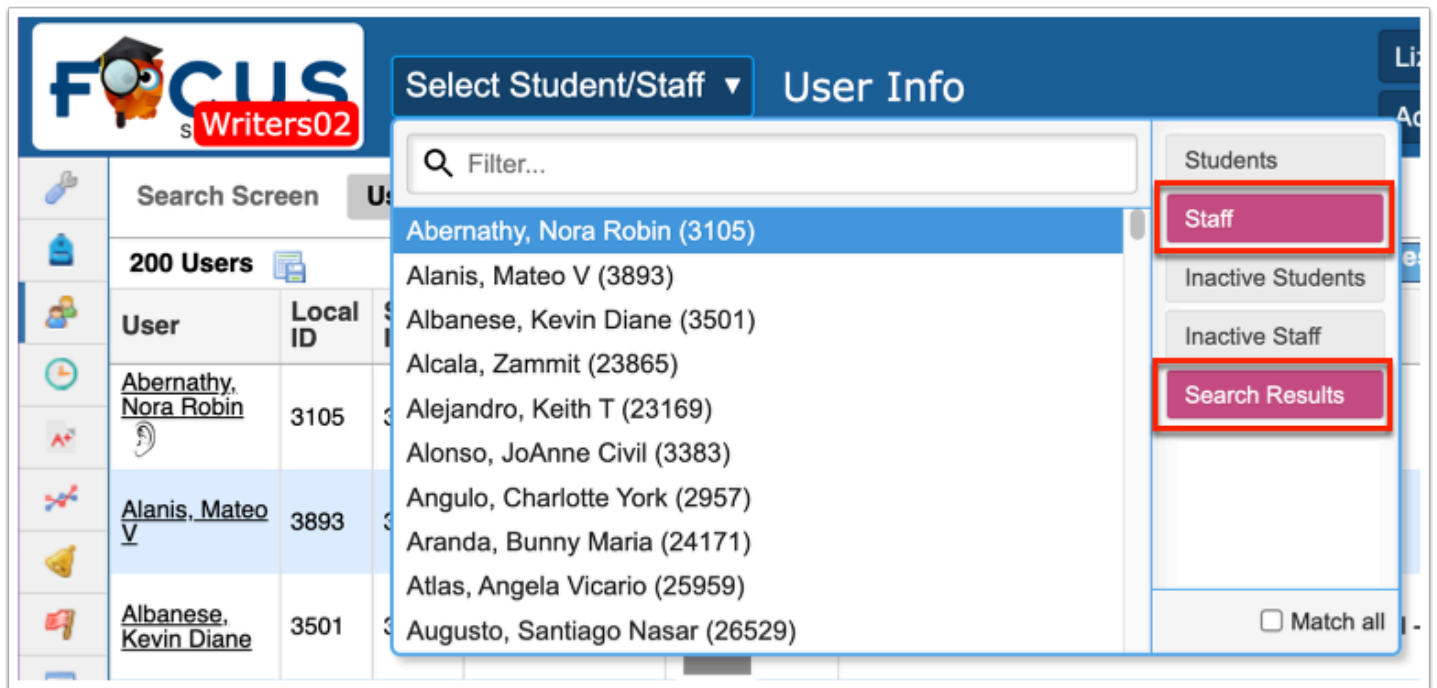 FOCUS
Writers02
Select Student/Staff ▼
User Info
Filter...
Students
Staff
Inactive Students
Inactive Staff
Search Results
Match all
Abernathy, Nora Robin (3105)
Alanis, Mateo V (3893)
Albanese, Kevin Diane (3501)
Alcala, Zammit (23865)
Alejandro, Keith T (23169)
Alonso, JoAnne Civil (3383)
Angulo, Charlotte York (2957)
Aranda, Bunny Maria (24171)
Atlas, Angela Vicario (25959)
Augusto, Santiago Nasar (26529)
Search Screen
200 Users
User
Local
ID
Abernathy,
Nora Robin
3105
Alanis, Mateo
V
3893
Albanese,
Kevin Diane
3501
A+